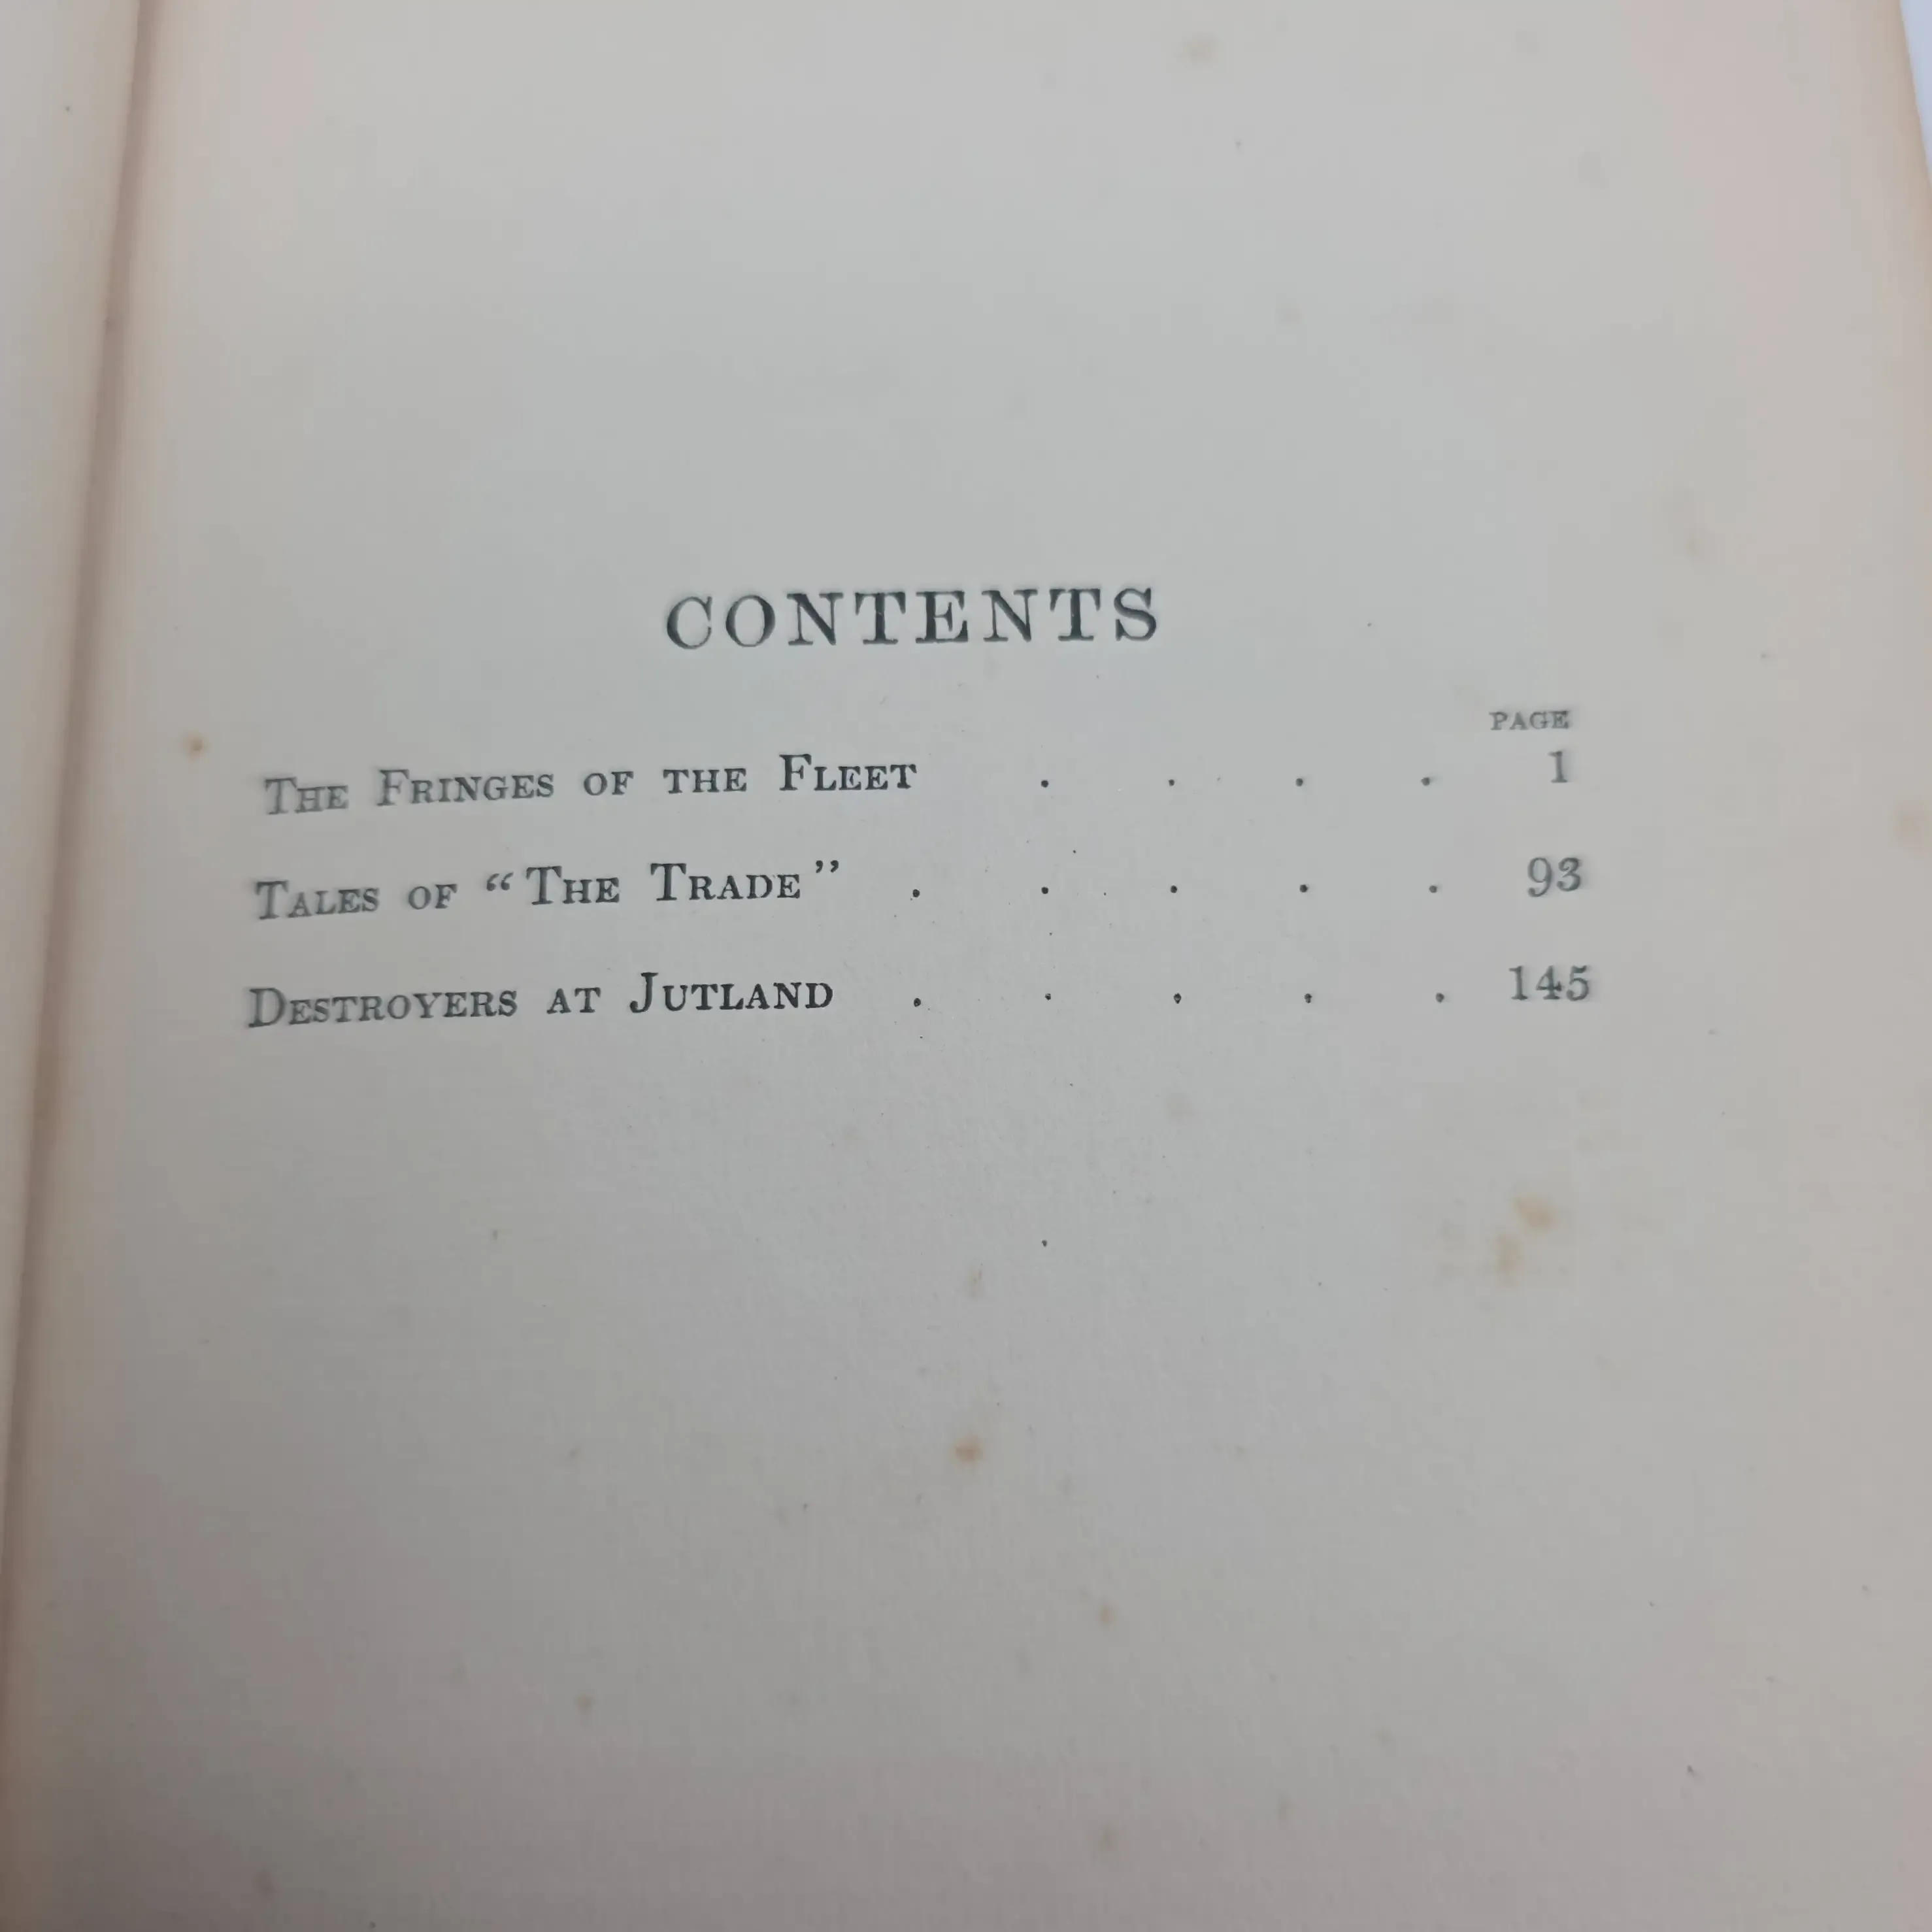 CONTENTS
PAGE
THE FRINGES OF THE FLEET . . . . 1
TALES OF “THE TRADE” . . . . . 93
DESTROYERS AT JUTLAND . . . . . 145